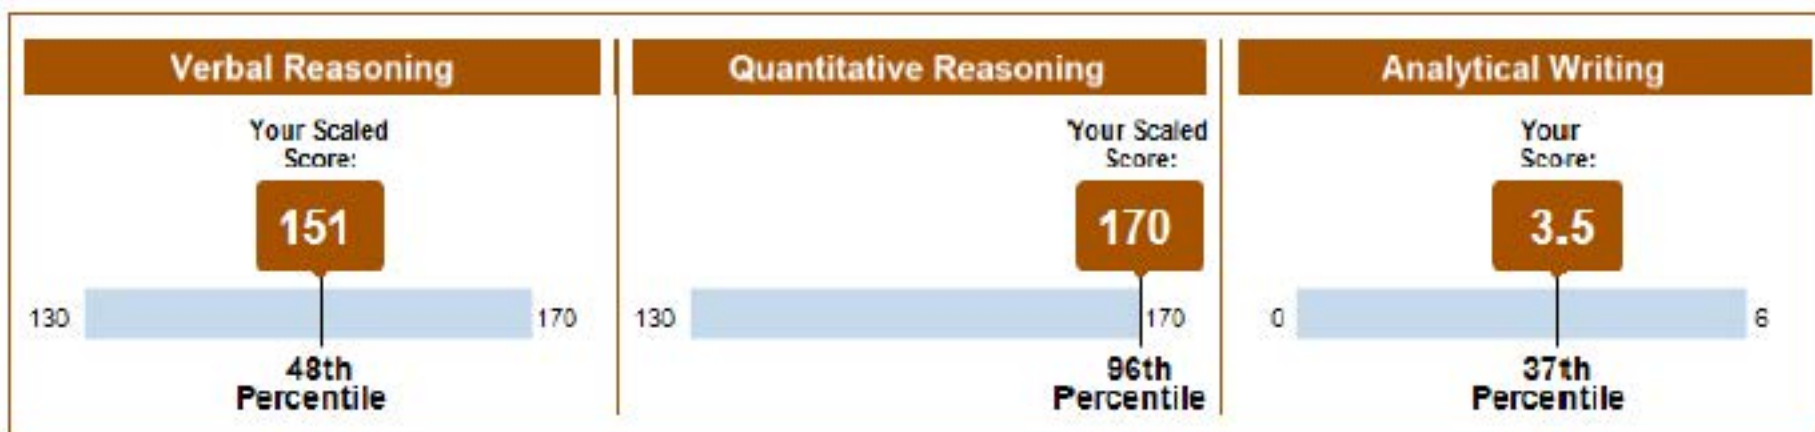 Verbal Reasoning
Your Scaled
Score:
151
130
170
48th
Percentile
Quantitative Reasoning
Your Scaled
Score:
170
130
170
96th
Percentile
Analytical Writing
Your
Score:
3.5
0
6
37th
Percentile